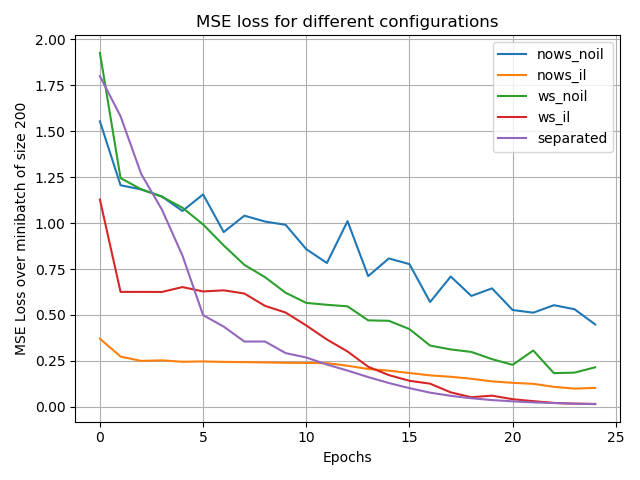 MSE loss for different configurations
MSE Loss over minibatch of size 200
2.00
1.75
1.50
1.25
1.00
0.75
0.50
0.25
0.00
nows_noil
nows_il
ws_noil
ws_il
separated
0 5 10 15 20 25
Epochs